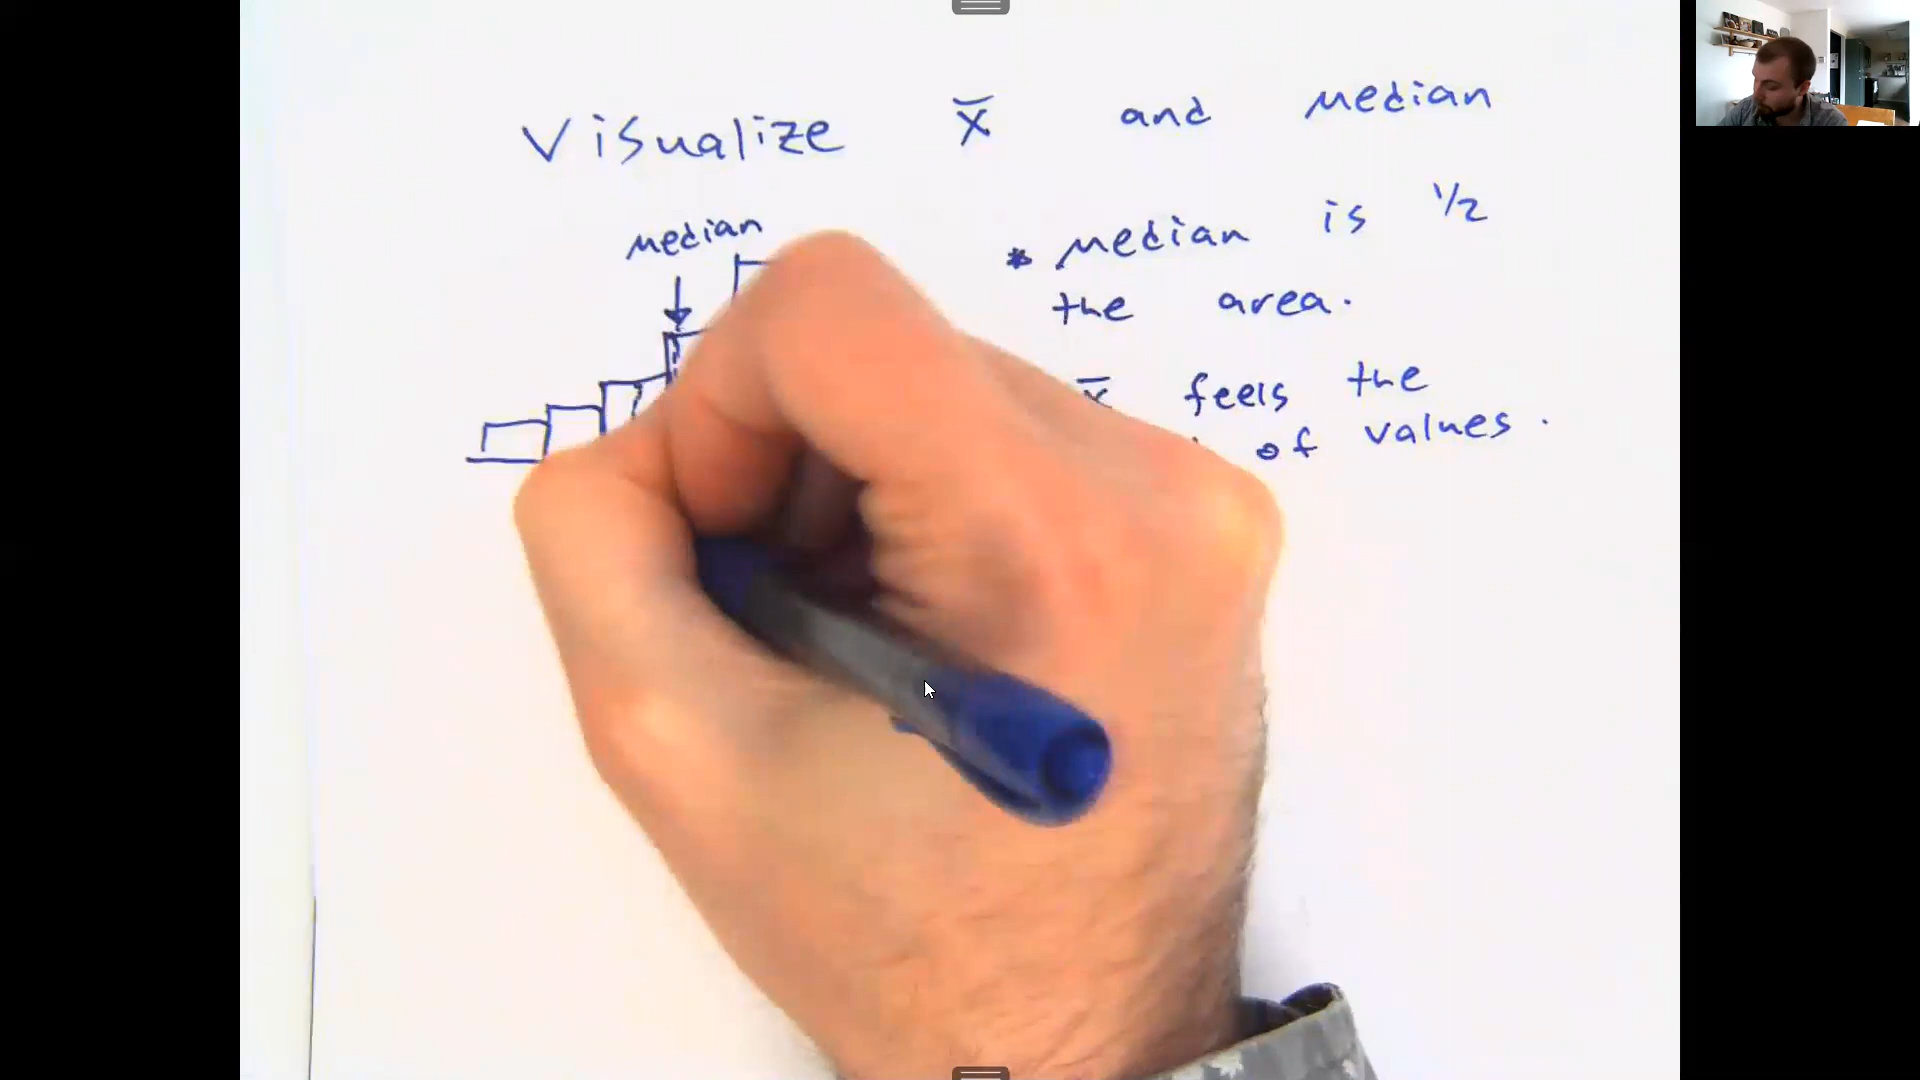 Visualize x̄ and median
median
* median is ½
the area.
x̄ feels the
of values.